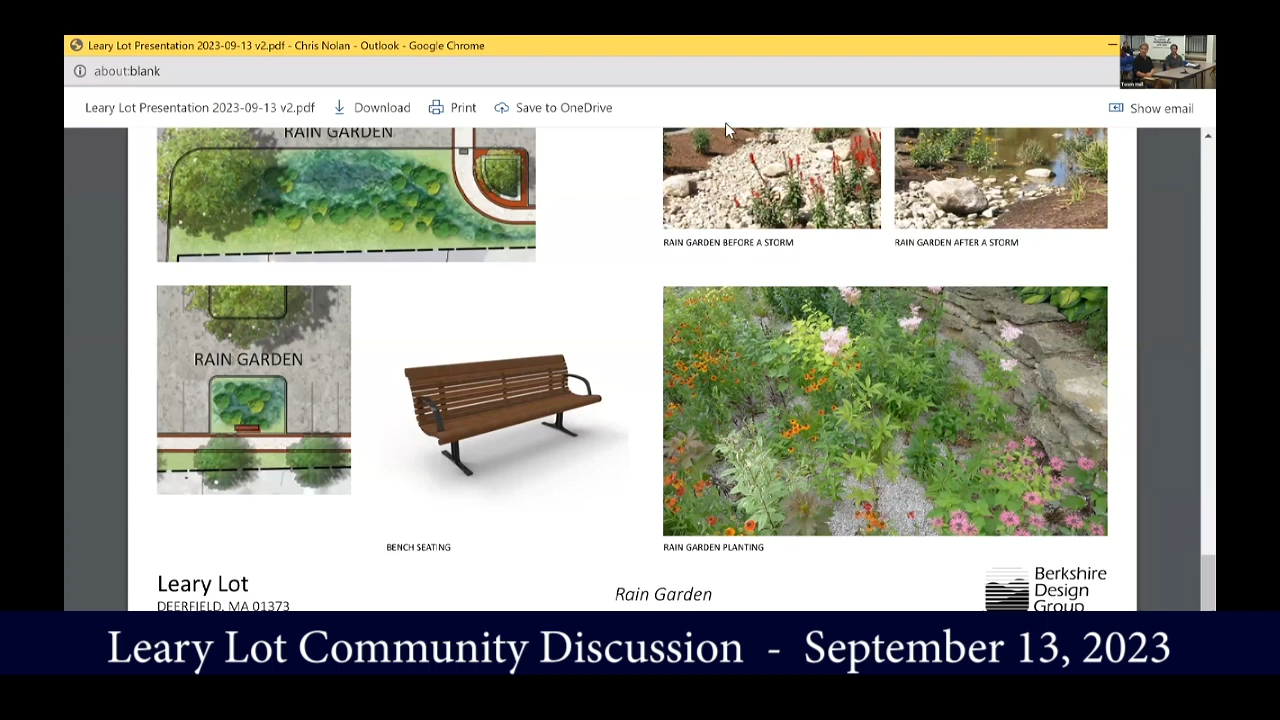 Leary Lot Presentation 2023-09-13 v2.pdf - Chris Nolan - Outlook - Google Chrome
about:blank
Leary Lot Presentation 2023-09-13 v2.pdf Download Print Save to OneDrive Show email
Town Hall
RAIN GARDEN
RAIN GARDEN BEFORE A STORM
RAIN GARDEN AFTER A STORM
RAIN GARDEN
BENCH SEATING
RAIN GARDEN PLANTING
Leary Lot
DEERFIELD, MA 01373
Rain Garden
Berkshire
Design
Group
Leary Lot Community Discussion - September 13, 2023